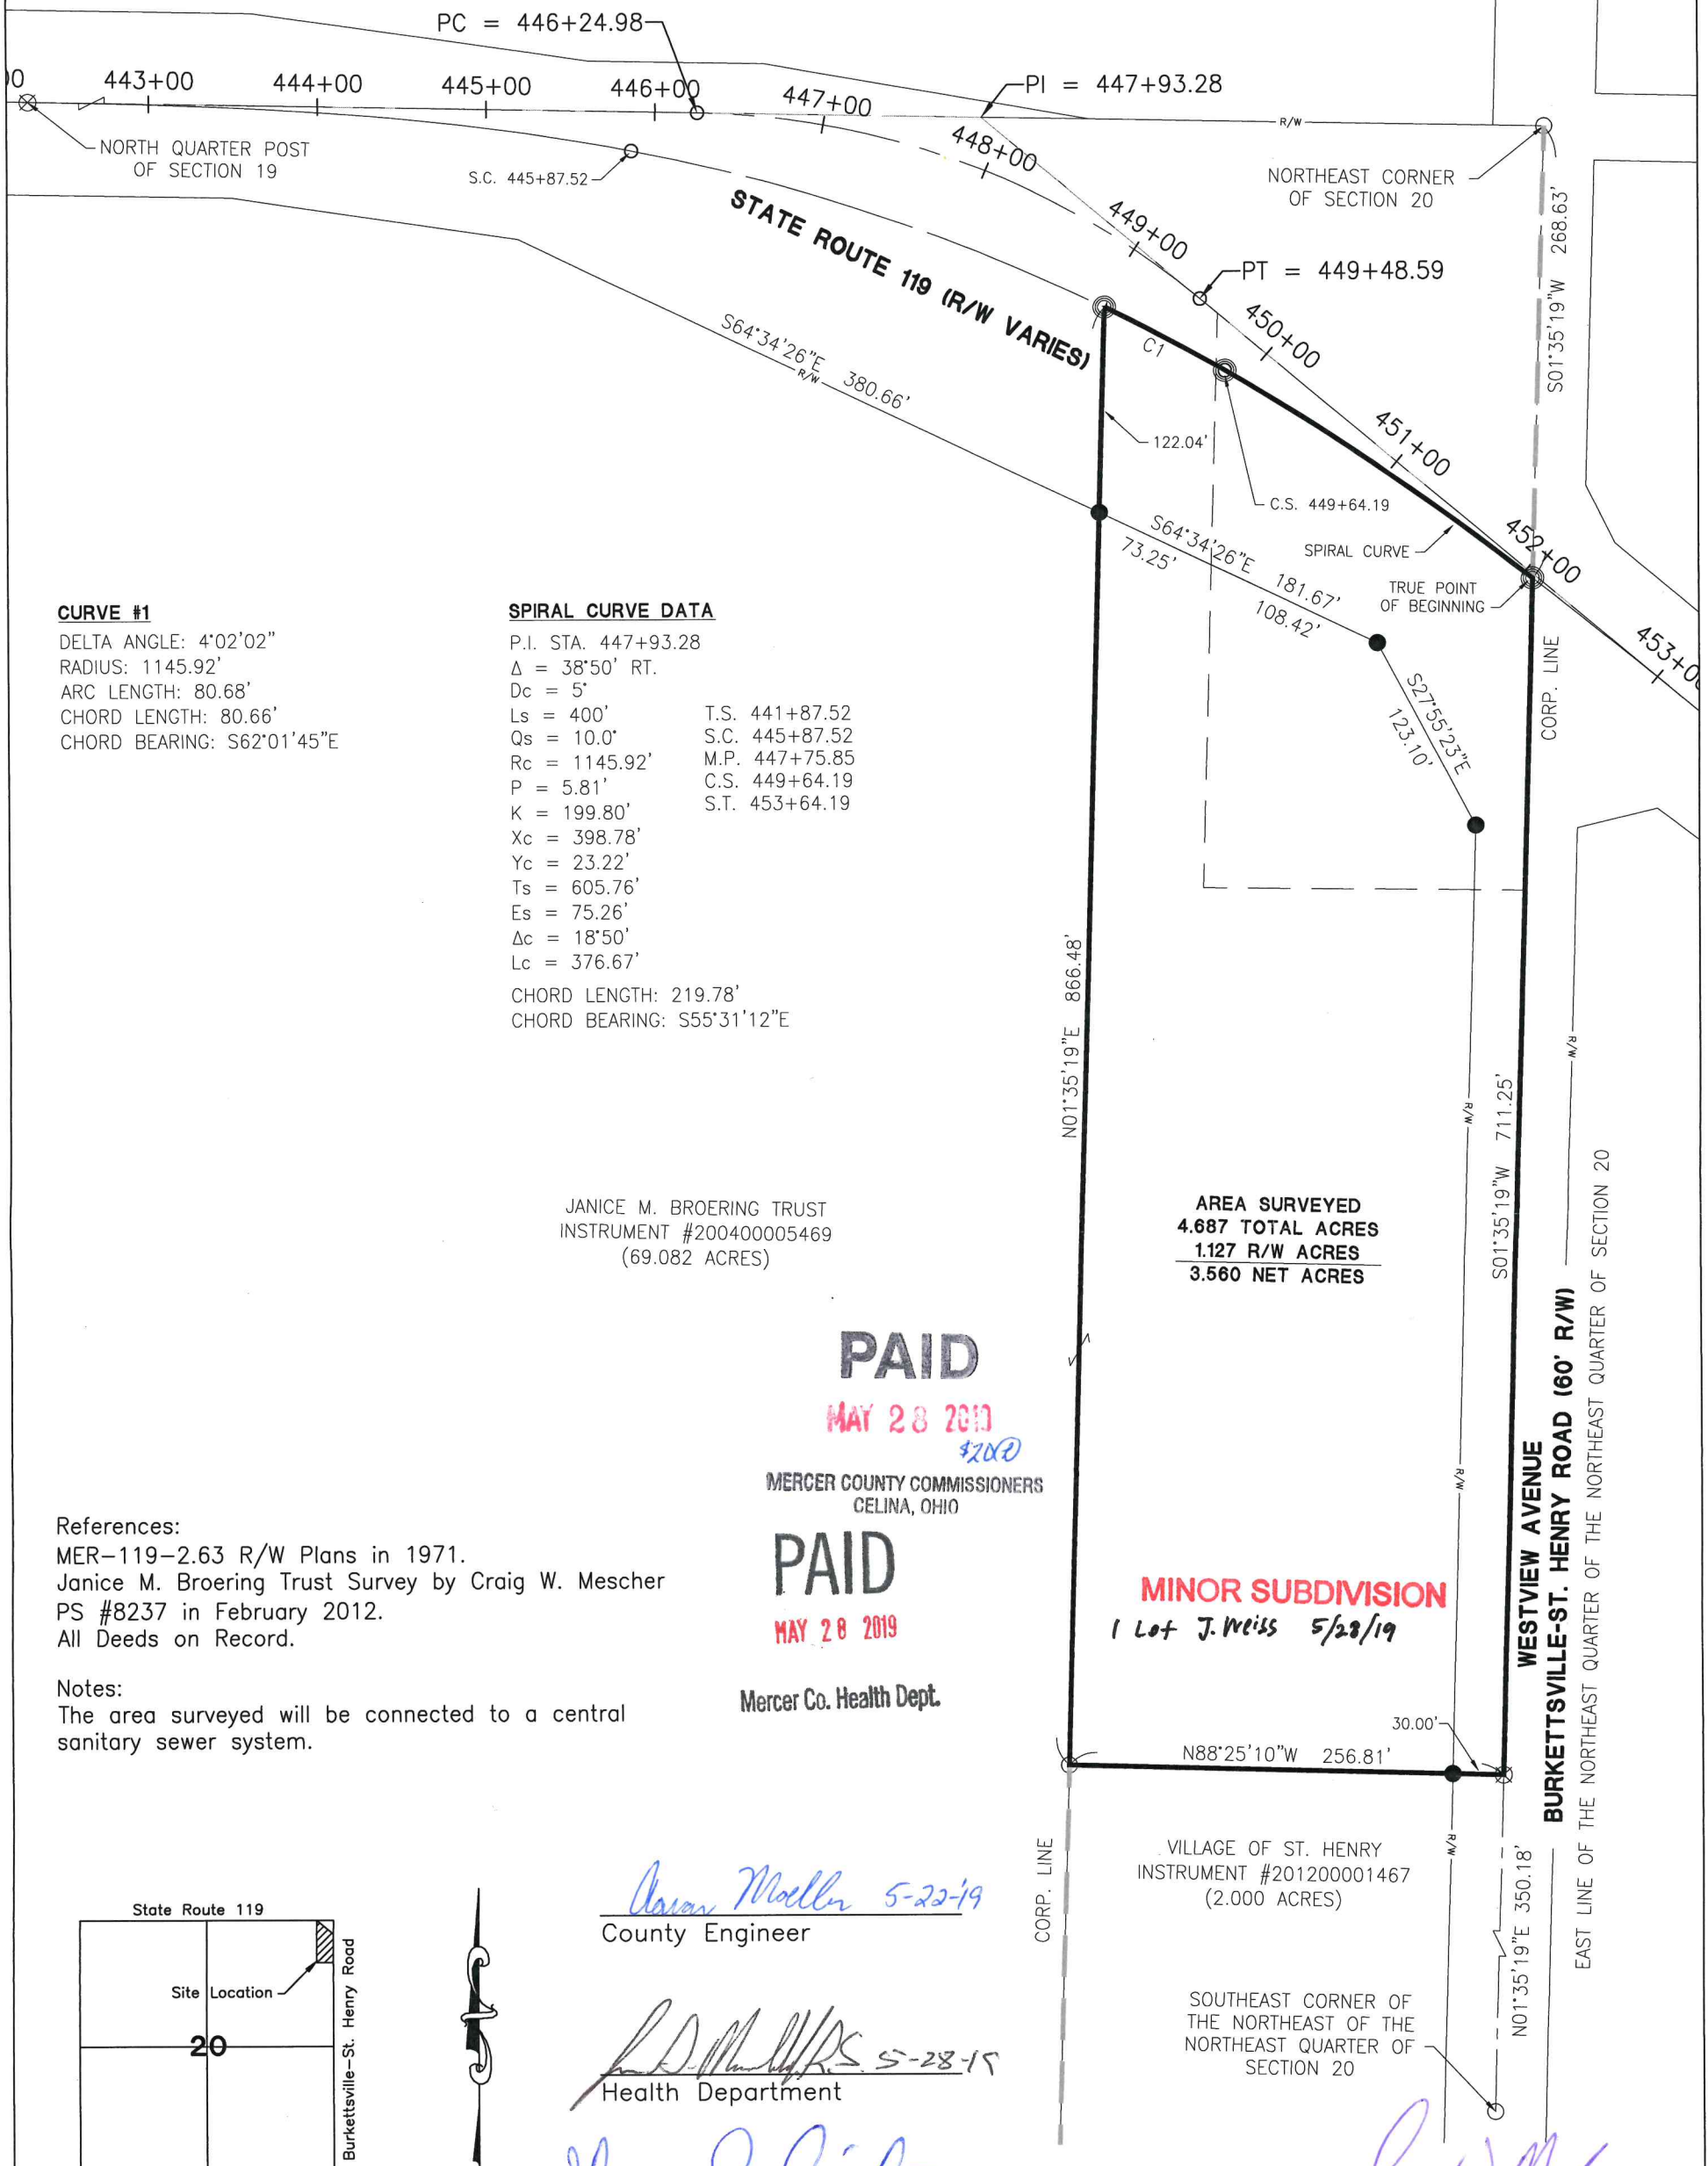 PC = 446+24.98
443+00
444+00
445+00
446+00
447+00
PI = 447+93.28
R/W
448+00
NORTH QUARTER POST
OF SECTION 19
S.C. 445+87.52
NORTHEAST CORNER
OF SECTION 20
S01°35'19"W 268.63'
STATE ROUTE 119 (R/W VARIES)
449+00
PT = 449+48.59
450+00
C1
S64°34'26"E 380.66'
R/W
122.04'
451+00
C.S. 449+64.19
SPIRAL CURVE
452+00
S64°34'26"E 181.67'
73.25'
108.42'
TRUE POINT
OF BEGINNING
453+0
CORP. LINE
S27°55'23"E
123.10'
CURVE #1
DELTA ANGLE: 4°02'02"
RADIUS: 1145.92'
ARC LENGTH: 80.68'
CHORD LENGTH: 80.66'
CHORD BEARING: S62°01'45"E
SPIRAL CURVE DATA
P.I. STA. 447+93.28
Δ = 38°50' RT.
Dc = 5°
Ls = 400'
Qs = 10.0°
Rc = 1145.92'
P = 5.81'
K = 199.80'
Xc = 398.78'
Yc = 23.22'
Ts = 605.76'
Es = 75.26'
Δc = 18°50'
Lc = 376.67'
T.S. 441+87.52
S.C. 445+87.52
M.P. 447+75.85
C.S. 449+64.19
S.T. 453+64.19
CHORD LENGTH: 219.78'
CHORD BEARING: S55°31'12"E
N01°35'19"E 866.48'
R/W
R/W
S01°35'19"W 711.25'
JANICE M. BROERING TRUST
INSTRUMENT #200400005469
(69.082 ACRES)
AREA SURVEYED
4.687 TOTAL ACRES
1.127 R/W ACRES
3.560 NET ACRES
WESTVIEW AVENUE
BURKETTSVILLE-ST. HENRY ROAD (60' R/W)
EAST LINE OF THE NORTHEAST QUARTER OF THE NORTHEAST QUARTER OF SECTION 20
PAID
MAY 28 201
MERCER COUNTY COMMISSIONERS
CELINA, OHIO
PAID
MAY 28 2019
Mercer Co. Health Dept.
R/W
MINOR SUBDIVISION
1 Lot J. Weiss 5/28/19
References:
MER-119-2.63 R/W Plans in 1971.
Janice M. Broering Trust Survey by Craig W. Mescher
PS #8237 in February 2012.
All Deeds on Record.
Notes:
The area surveyed will be connected to a central
sanitary sewer system.
30.00'
N88°25'10"W 256.81'
R/W
CORP. LINE
VILLAGE OF ST. HENRY
INSTRUMENT #201200001467
(2.000 ACRES)
N01°35'19"E 350.18'
SOUTHEAST CORNER OF
THE NORTHEAST OF THE
NORTHEAST QUARTER OF
SECTION 20
State Route 119
Site Location
20
Burkettsville-St. Henry Road
5-22-19
County Engineer
R.S. 5-28-19
Health Department